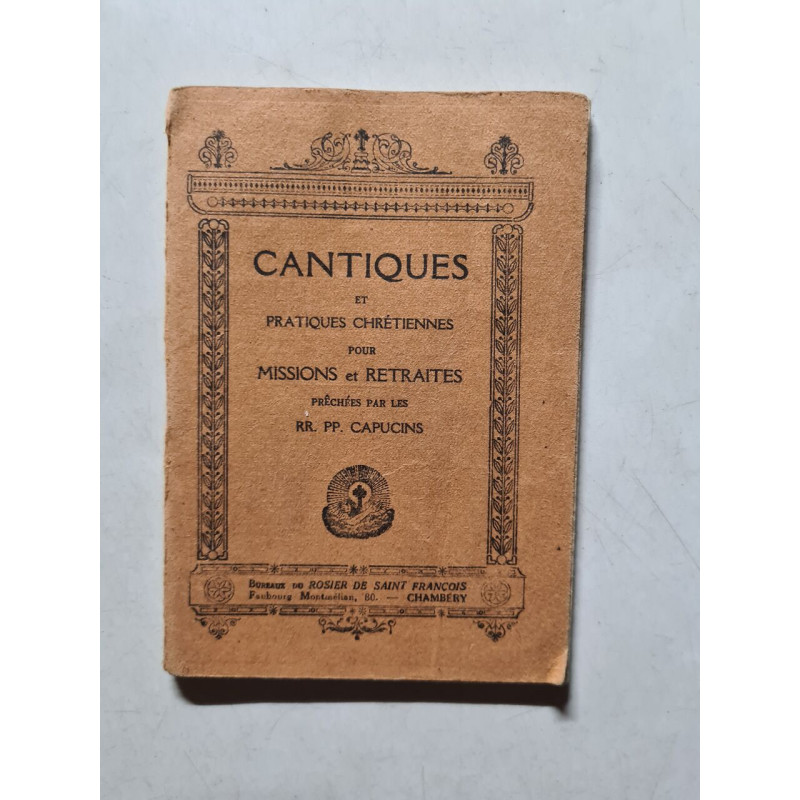 CANTIQUES
ET
PRATIQUES CHRÉTIENNES
POUR
MISSIONS et RETRAITES
PRÊCHÉES PAR LES
RR. PP. CAPUCINS
BUREAUX DU ROSIER DE SAINT FRANÇOIS
Faubourg Montmélian, 80. — CHAMBÉRY